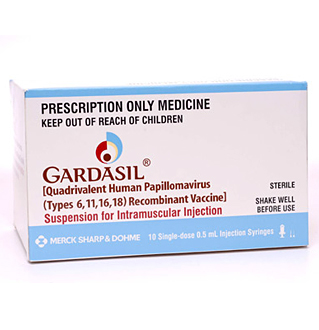 PRESCRIPTION ONLY MEDICINE
KEEP OUT OF REACH OF CHILDREN
GARDASIL®
[Quadrivalent Human Papillomavirus
(Types 6,11,16,18) Recombinant Vaccine]
Suspension for Intramuscular Injection
STERILE
SHAKE WELL
BEFORE USE
MERCK SHARP & DOHME
10 Single-dose 0.5 mL Injection Syringes